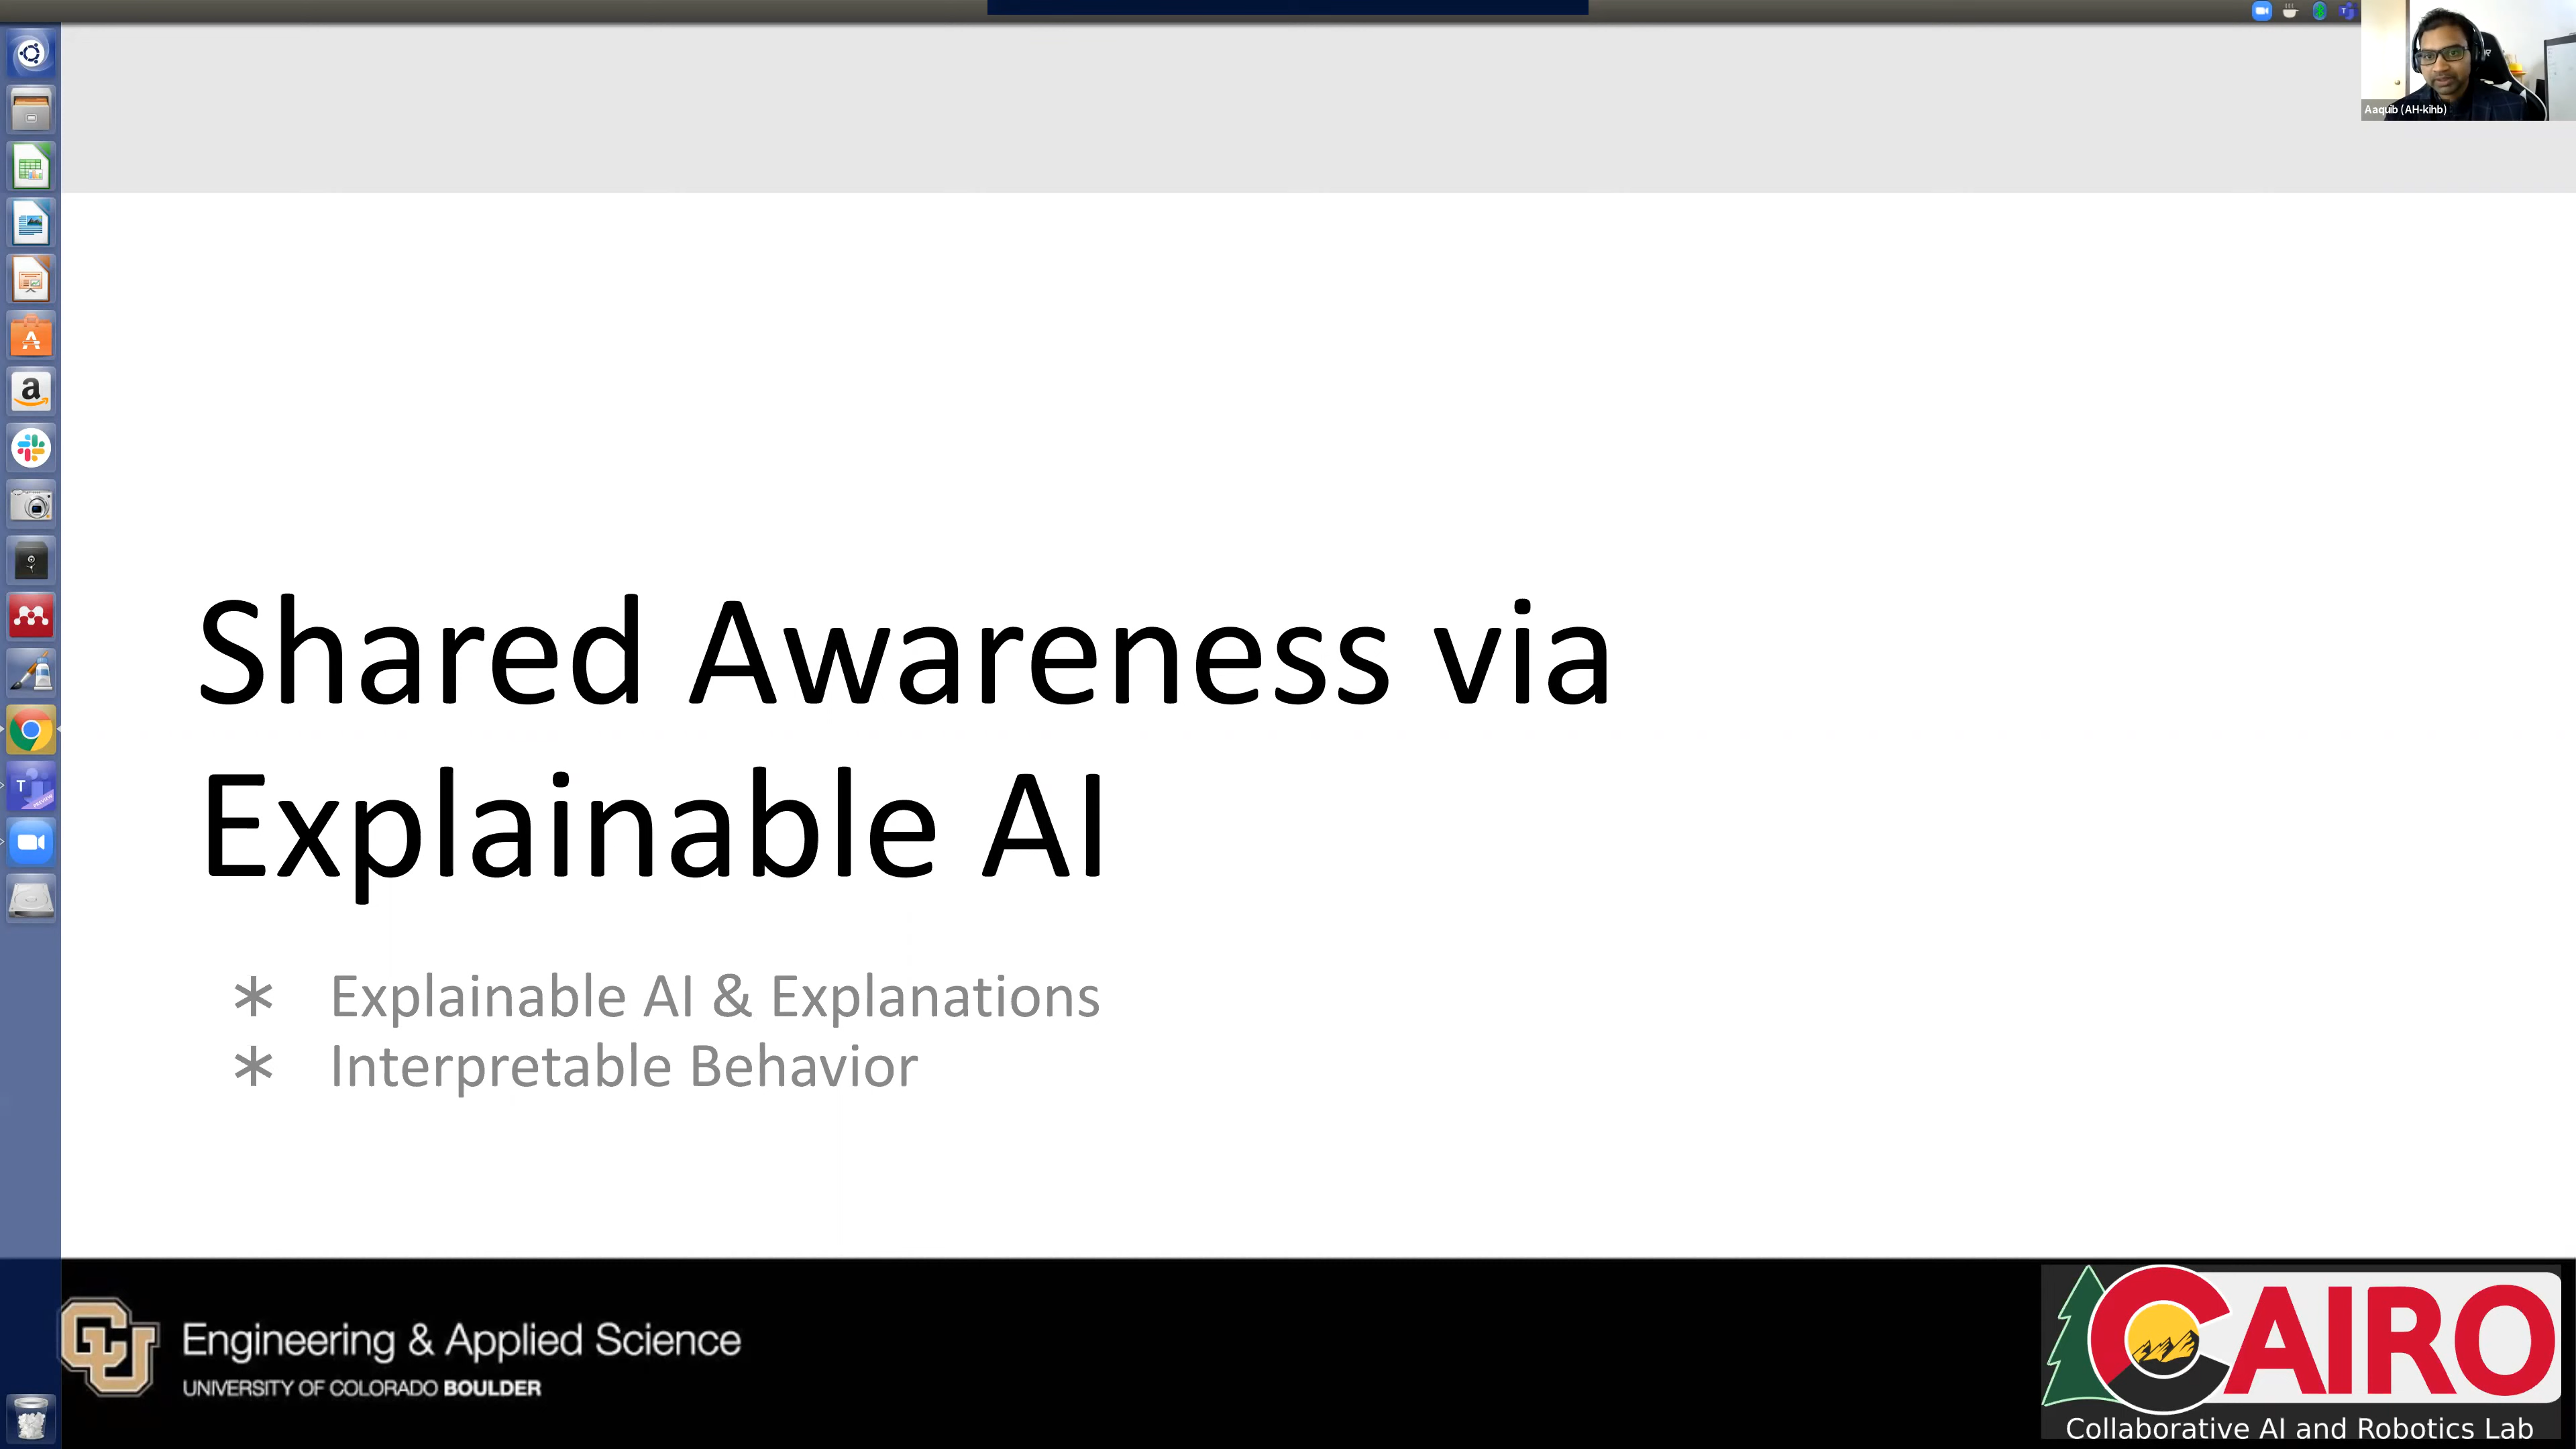 Aaquib (AH-kihb)
Shared Awareness via
Explainable AI
∗ Explainable AI & Explanations
∗ Interpretable Behavior
CU
Engineering & Applied Science
UNIVERSITY OF COLORADO BOULDER
CAIRO
Collaborative AI and Robotics Lab